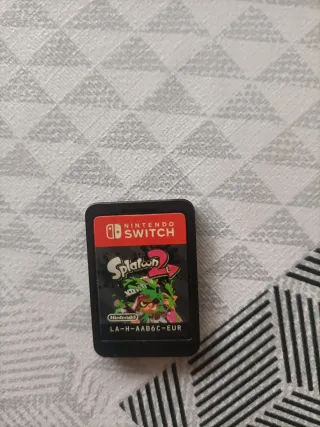 NINTENDO
SWITCH
Splatoon 2
Nintendo
LA-H-AAB6C-EUR